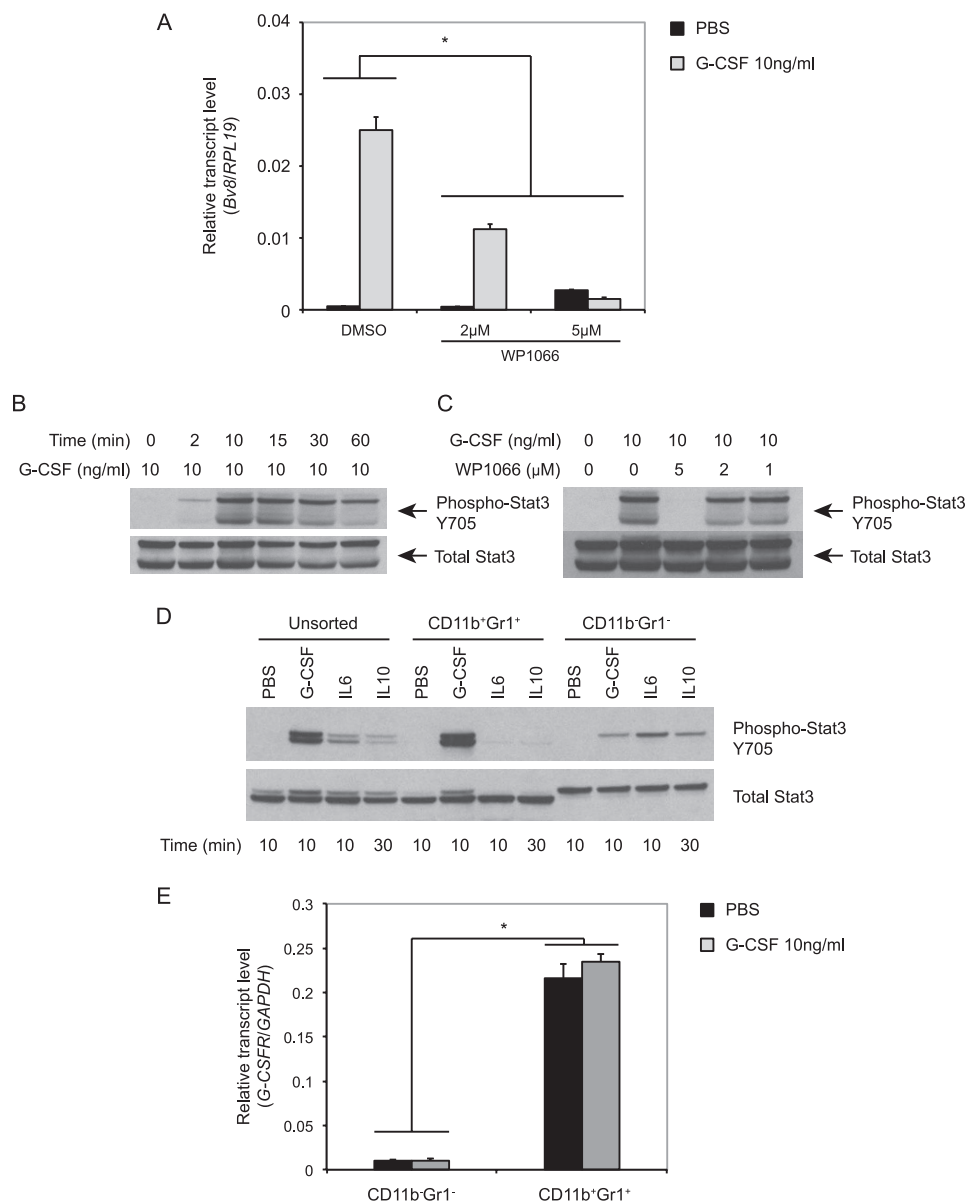 A
PBS
G-CSF 10ng/ml
Relative transcript level
(Bv8/RPL19)
0.04
0.03
0.02
0.01
0
*
DMSO
2µM
5µM
WP1066
B
Time (min) 0 2 10 15 30 60
G-CSF (ng/ml) 10 10 10 10 10 10
Phospho-Stat3
Y705
Total Stat3
C
G-CSF (ng/ml) 0 10 10 10 10
WP1066 (µM) 0 0 5 2 1
Phospho-Stat3
Y705
Total Stat3
D
Unsorted CD11b⁺Gr1⁺ CD11b⁻Gr1⁻
PBS G-CSF IL6 IL10 PBS G-CSF IL6 IL10 PBS G-CSF IL6 IL10
Phospho-Stat3
Y705
Total Stat3
Time (min) 10 10 10 30 10 10 10 30 10 10 10 30
E
PBS
G-CSF 10ng/ml
Relative transcript level
(G-CSFR/GAPDH)
0.3
0.25
0.2
0.15
0.1
0.05
0
*
CD11b⁻Gr1⁻
CD11b⁺Gr1⁺